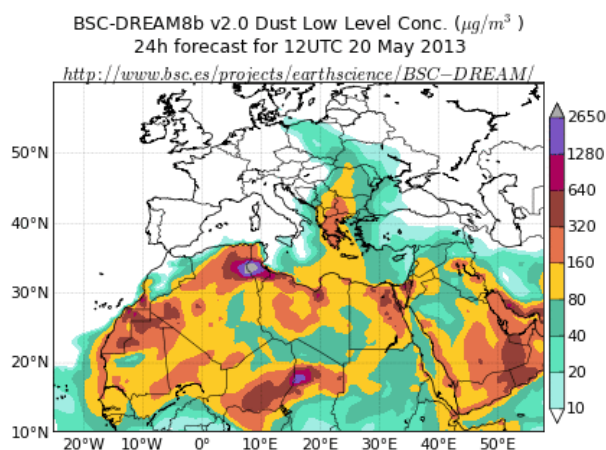 BSC-DREAM8b v2.0 Dust Low Level Conc. (μg/m³ )
24h forecast for 12UTC 20 May 2013
http://www.bsc.es/projects/earthscience/BSC−DREAM/
2650
1280
640
320
160
80
40
20
10
50°N
40°N
30°N
20°N
10°N
20°W 10°W 0° 10°E 20°E 30°E 40°E 50°E